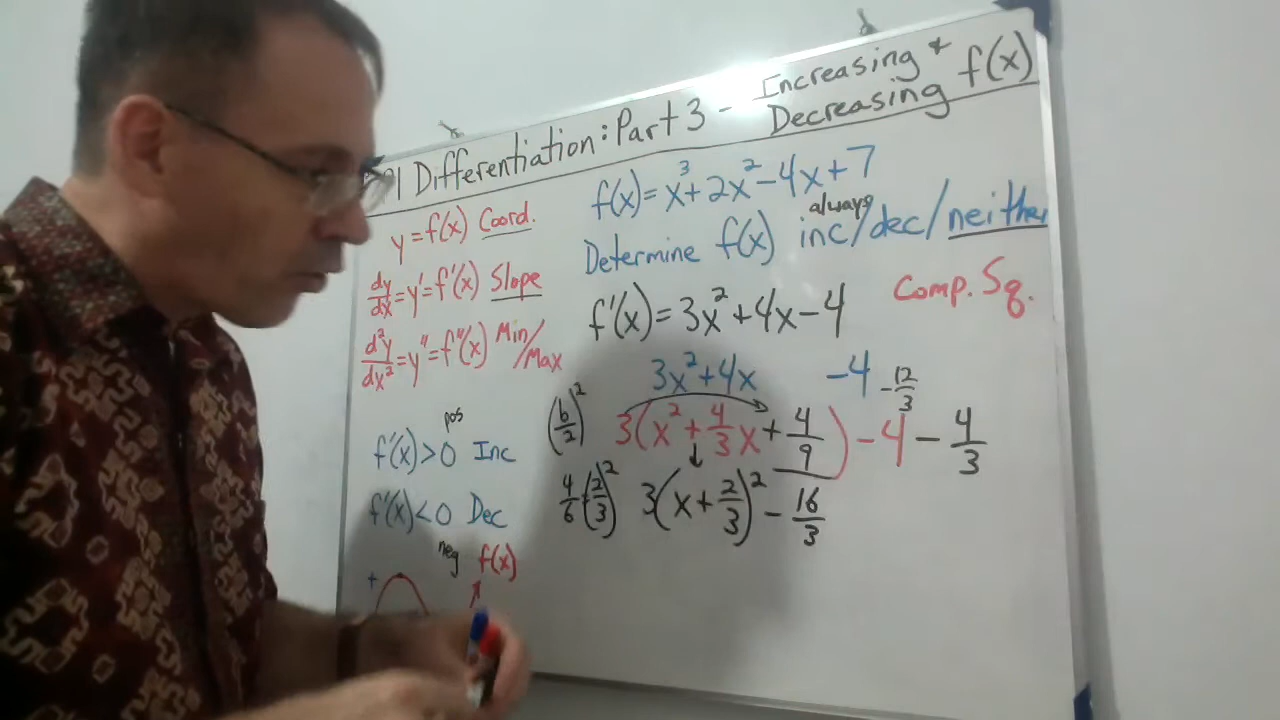 1 Differentiation: Part 3 - Increasing + Decreasing f(x)
y = f(x) Coord.
dy/dx = y' = f'(x) Slope
d²y/dx² = y'' = f''(x) Min/Max
pos
f'(x) > 0 Inc
f'(x) < 0 Dec
neg f(x)
+
f(x) = x³ + 2x² - 4x + 7
always
Determine f(x) inc/dec/neither
f'(x) = 3x² + 4x - 4
Comp. Sq.
3x² + 4x - 4 - 12/3
(b/2)² 3(x² + 4/3x + 4/9) - 4 - 4/3
4/6 = (2/3)² 3(x + 2/3)² - 16/3